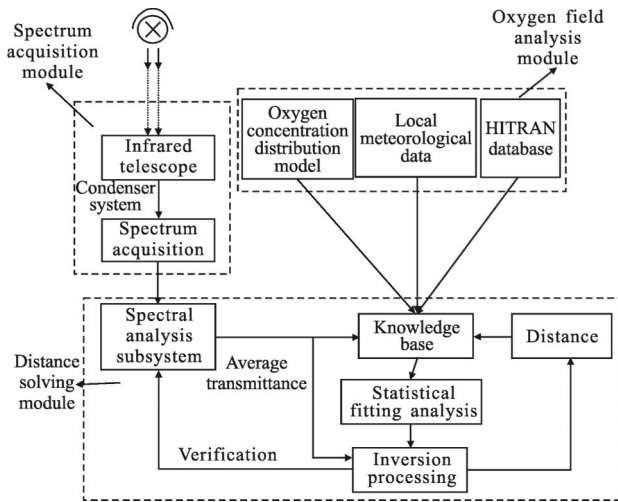 Spectrum
acquisition
module
Oxygen field
analysis
module
Infrared
telescope
Condenser
system
Spectrum
acquisition
Oxygen
concentration
distribution
model
Local
meteorological
data
HITRAN
database
Spectral
analysis
subsystem
Distance
solving
module
Average
transmittance
Knowledge
base
Distance
Statistical
fitting analysis
Verification
Inversion
processing